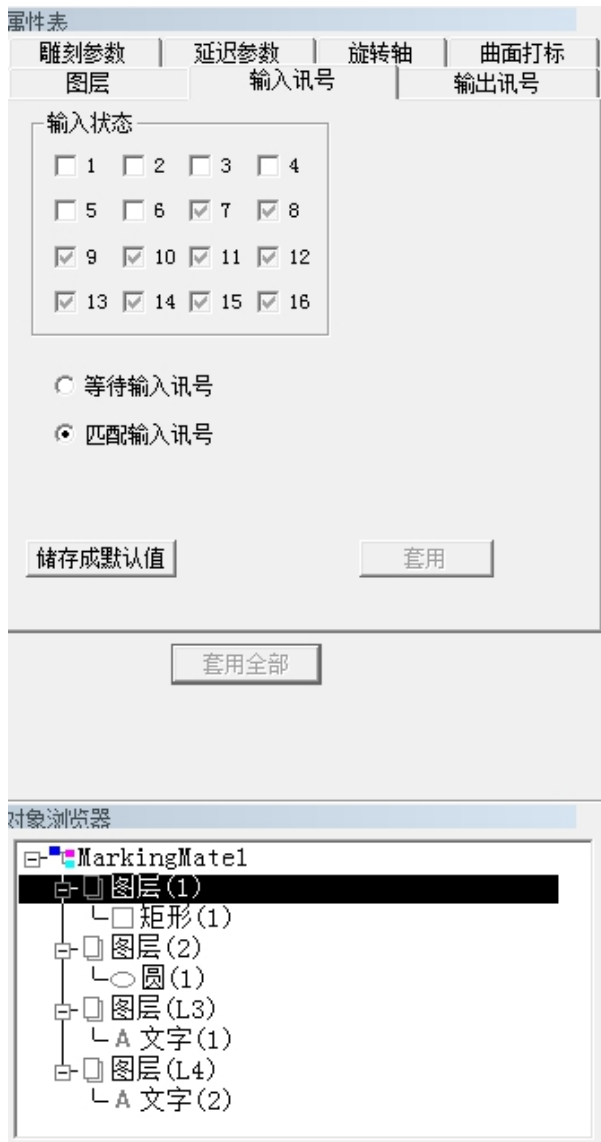 属性表
雕刻参数 延迟参数 旋转轴 曲面打标
图层 输入讯号 输出讯号
输入状态
1 2 3 4
5 6 7 8
9 10 11 12
13 14 15 16
等待输入讯号
匹配输入讯号
储存成默认值 套用
套用全部
对象浏览器
MarkingMate1
图层(1)
矩形(1)
图层(2)
圆(1)
图层(L3)
A 文字(1)
图层(L4)
A 文字(2)